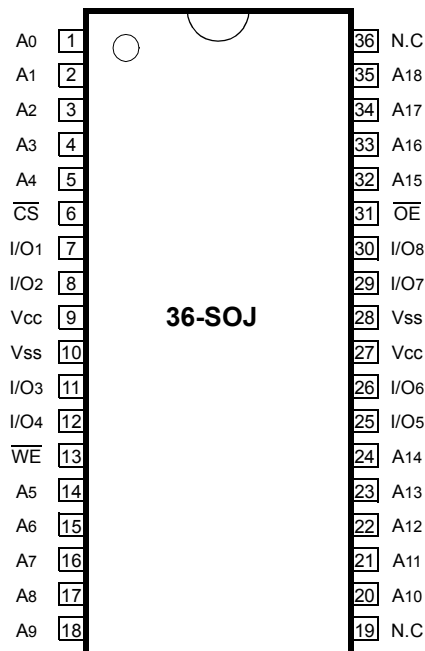 A0 1 36 N.C
A1 2 35 A18
A2 3 34 A17
A3 4 33 A16
A4 5 32 A15
C̅S̅ 6 31 O̅E̅
I/O1 7 30 I/O8
I/O2 8 29 I/O7
Vcc 9 36-SOJ 28 Vss
Vss 10 27 Vcc
I/O3 11 26 I/O6
I/O4 12 25 I/O5
W̅E̅ 13 24 A14
A5 14 23 A13
A6 15 22 A12
A7 16 21 A11
A8 17 20 A10
A9 18 19 N.C